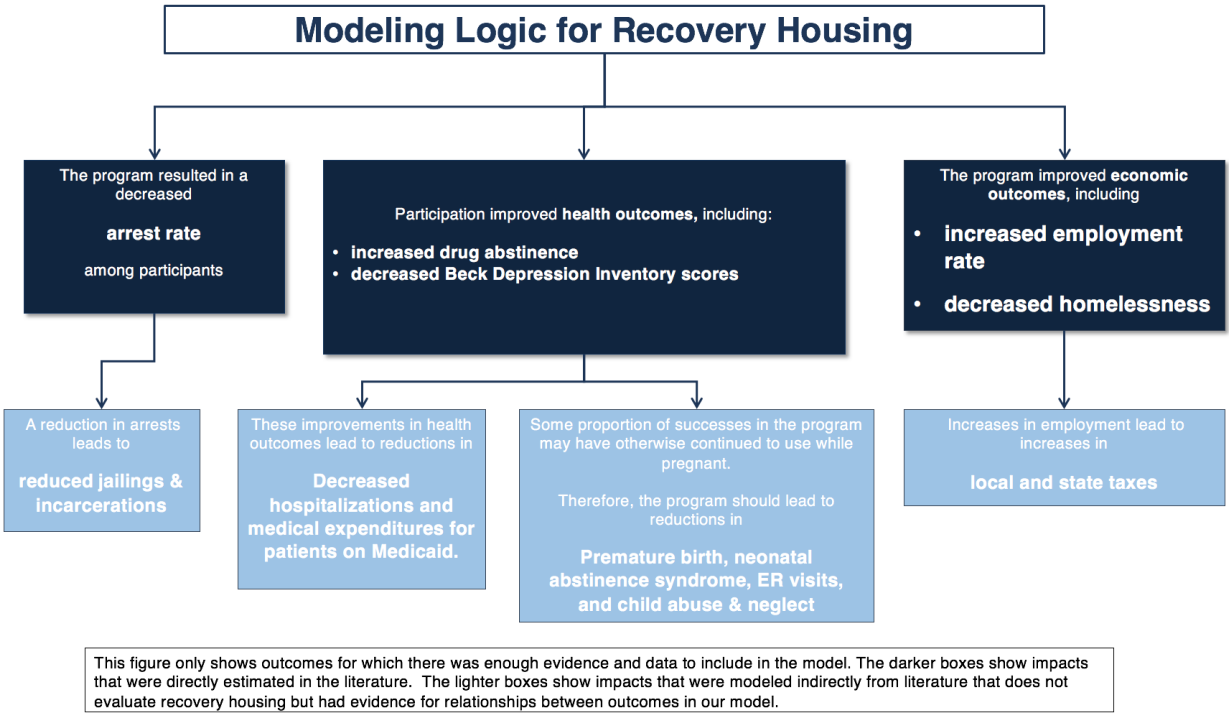 Modeling Logic for Recovery Housing
The program resulted in a
decreased
arrest rate
among participants
Participation improved health outcomes, including:
• increased drug abstinence
• decreased Beck Depression Inventory scores
The program improved economic
outcomes, including
• increased employment
rate
• decreased homelessness
A reduction in arrests
leads to
reduced jailings &
incarcerations
These improvements in health
outcomes lead to reductions in
Decreased
hospitalizations and
medical expenditures for
patients on Medicaid.
Some proportion of successes in the program
may have otherwise continued to use while
pregnant.
Therefore, the program should lead to
reductions in
Premature birth, neonatal
abstinence syndrome, ER visits,
and child abuse & neglect
Increases in employment lead to
increases in
local and state taxes
This figure only shows outcomes for which there was enough evidence and data to include in the model. The darker boxes show impacts
that were directly estimated in the literature.  The lighter boxes show impacts that were modeled indirectly from literature that does not
evaluate recovery housing but had evidence for relationships between outcomes in our model.